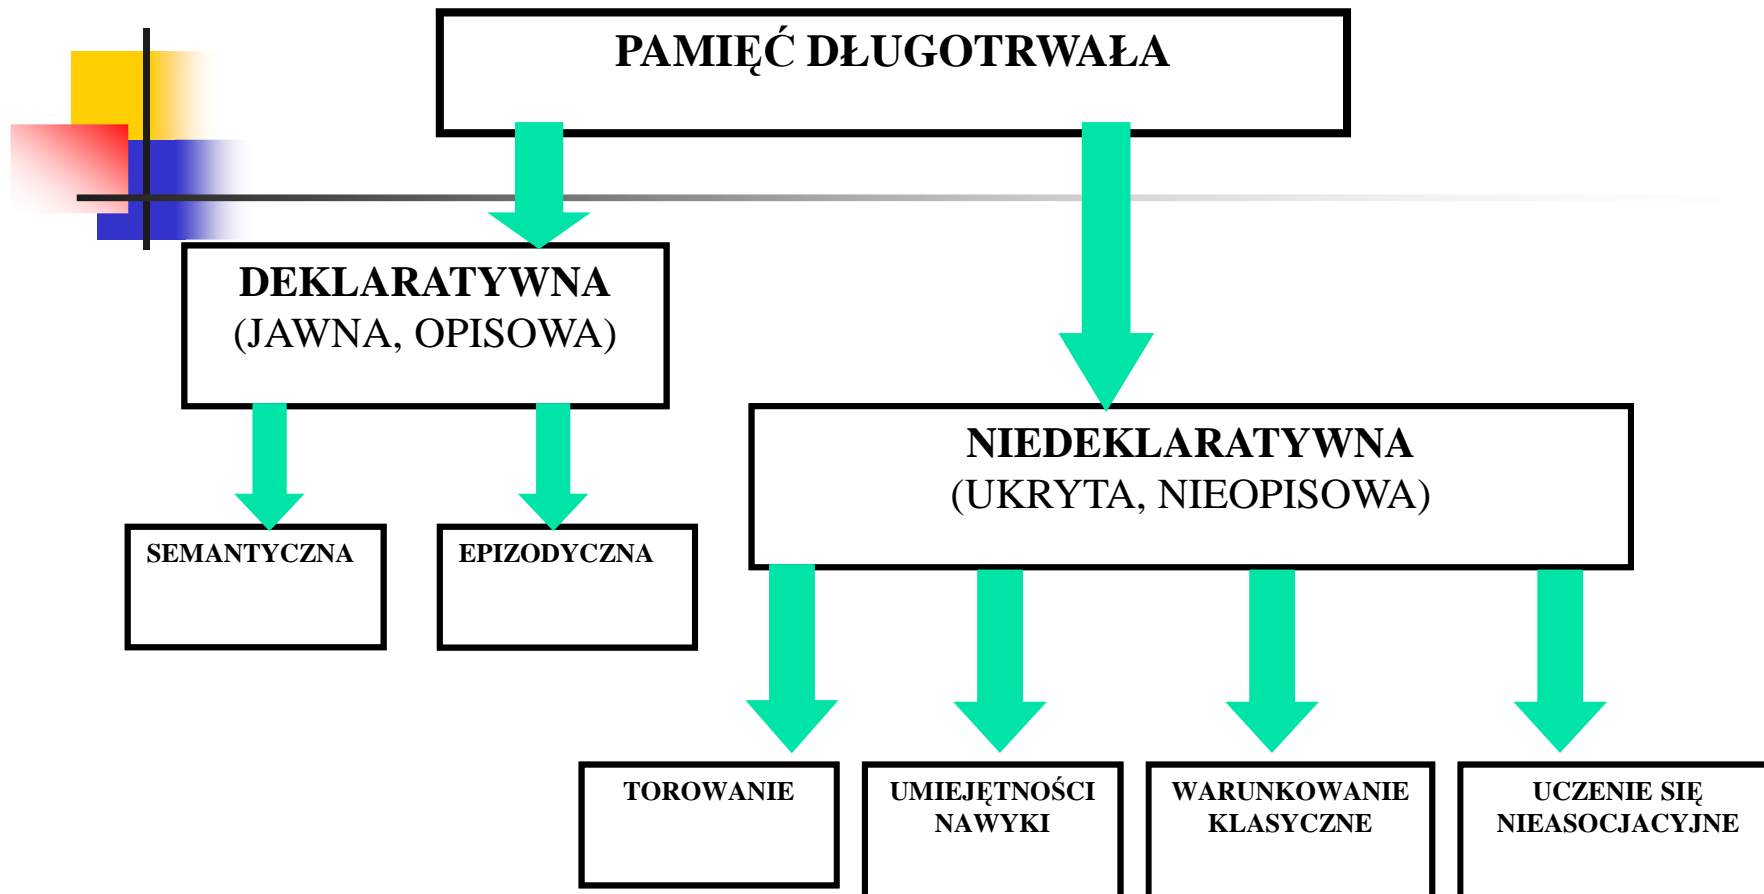 PAMIĘĆ DŁUGOTRWAŁA
DEKLARATYWNA
(JAWNA, OPISOWA)
NIEDEKLARATYWNA
(UKRYTA, NIEOPISOWA)
SEMANTYCZNA
EPIZODYCZNA
TOROWANIE
UMIEJĘTNOŚCI
NAWYKI
WARUNKOWANIE
KLASYCZNE
UCZENIE SIĘ
NIEASOCJACYJNE